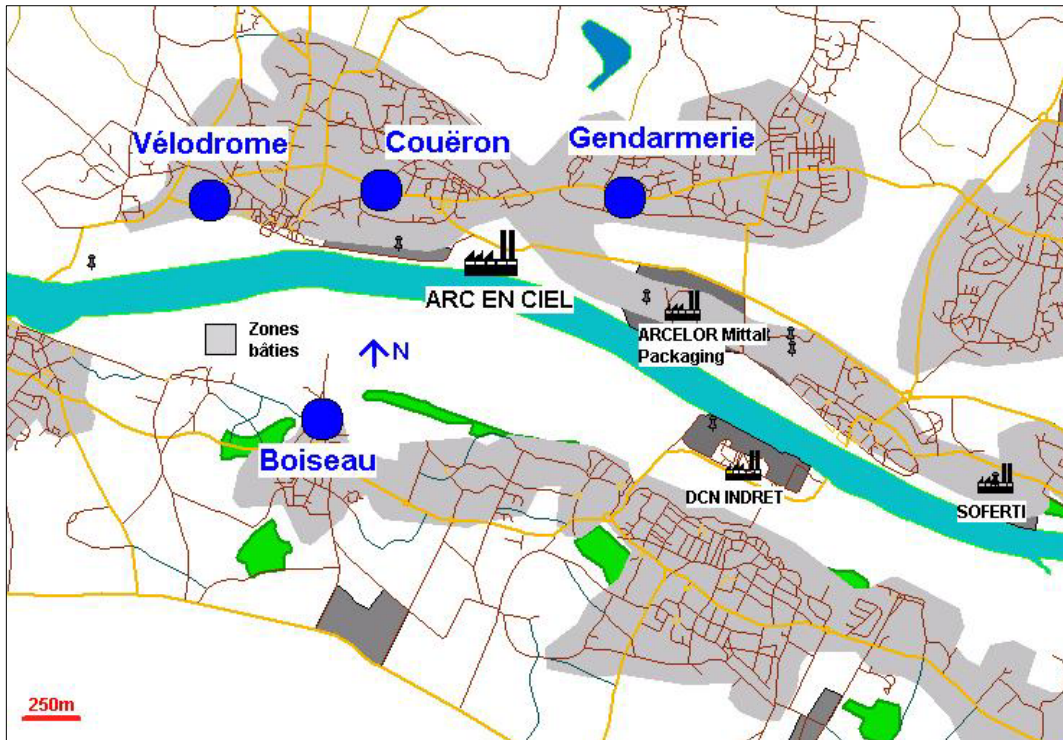 Vélodrome
Couëron
Gendarmerie
ARC EN CIEL
Zones
bâties
N
ARCELOR Mittal
Packaging
Boiseau
DCN INDRET
SOFERTI
250m